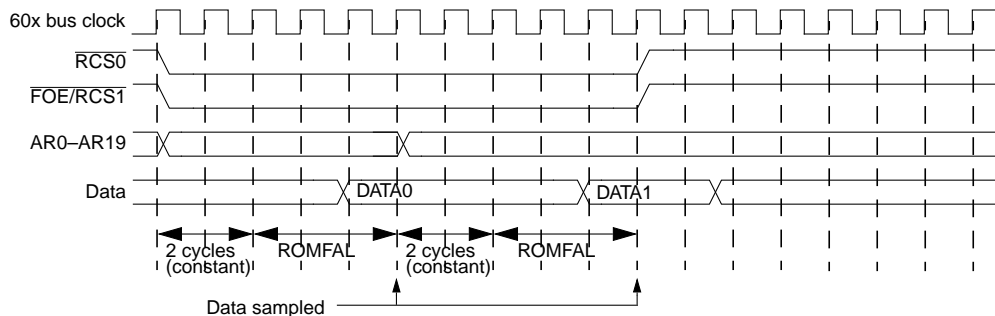 60x bus clock
RCS0
FOE/RCS1
AR0–AR19
Data
DATA0
DATA1
2 cycles
(constant)
ROMFAL
2 cycles
(constant)
ROMFAL
Data sampled